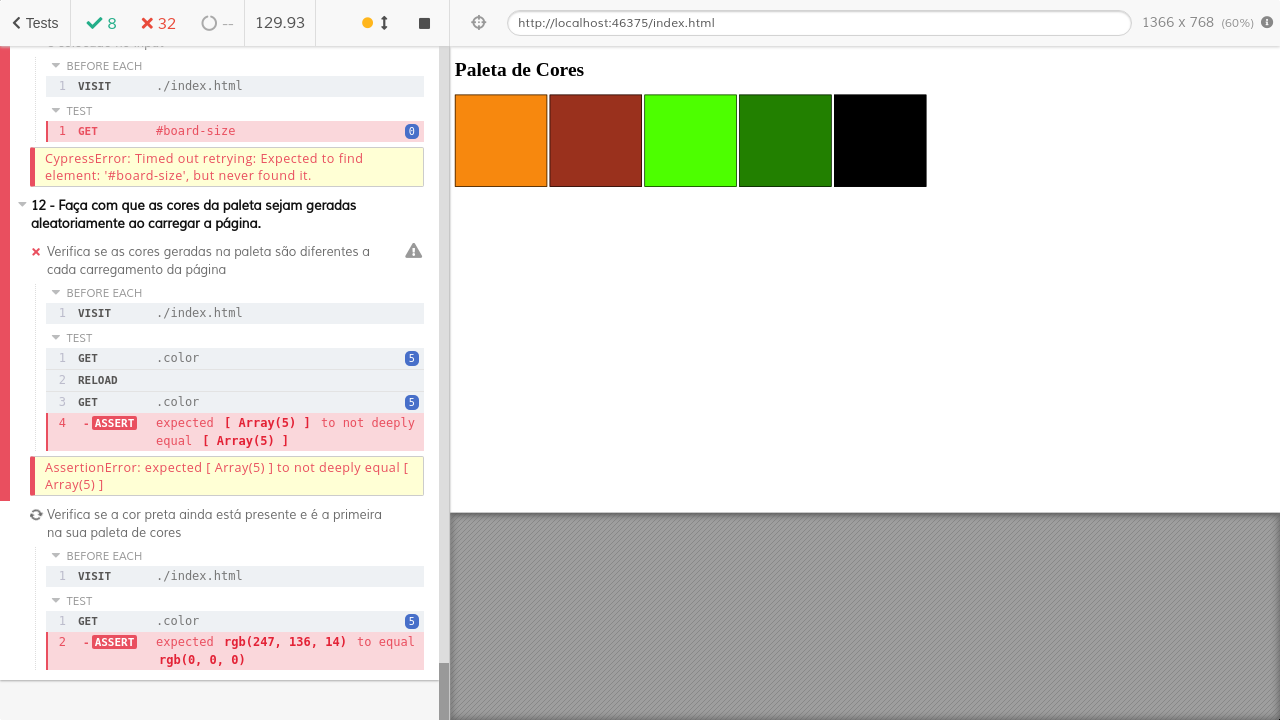 Tests
8
32
--
129.93
http://localhost:46375/index.html
1366 x 768 (60%)
BEFORE EACH
1 VISIT ./index.html
TEST
1 GET #board-size 0
CypressError: Timed out retrying: Expected to find
element: '#board-size', but never found it.
12 - Faça com que as cores da paleta sejam geradas
aleatoriamente ao carregar a página.
Verifica se as cores geradas na paleta são diferentes a
cada carregamento da página
BEFORE EACH
1 VISIT ./index.html
TEST
1 GET .color 5
2 RELOAD
3 GET .color 5
4 -ASSERT expected [ Array(5) ] to not deeply
equal [ Array(5) ]
AssertionError: expected [ Array(5) ] to not deeply equal [
Array(5) ]
Verifica se a cor preta ainda está presente e é a primeira
na sua paleta de cores
BEFORE EACH
1 VISIT ./index.html
TEST
1 GET .color 5
2 -ASSERT expected rgb(247, 136, 14) to equal
rgb(0, 0, 0)
Paleta de Cores